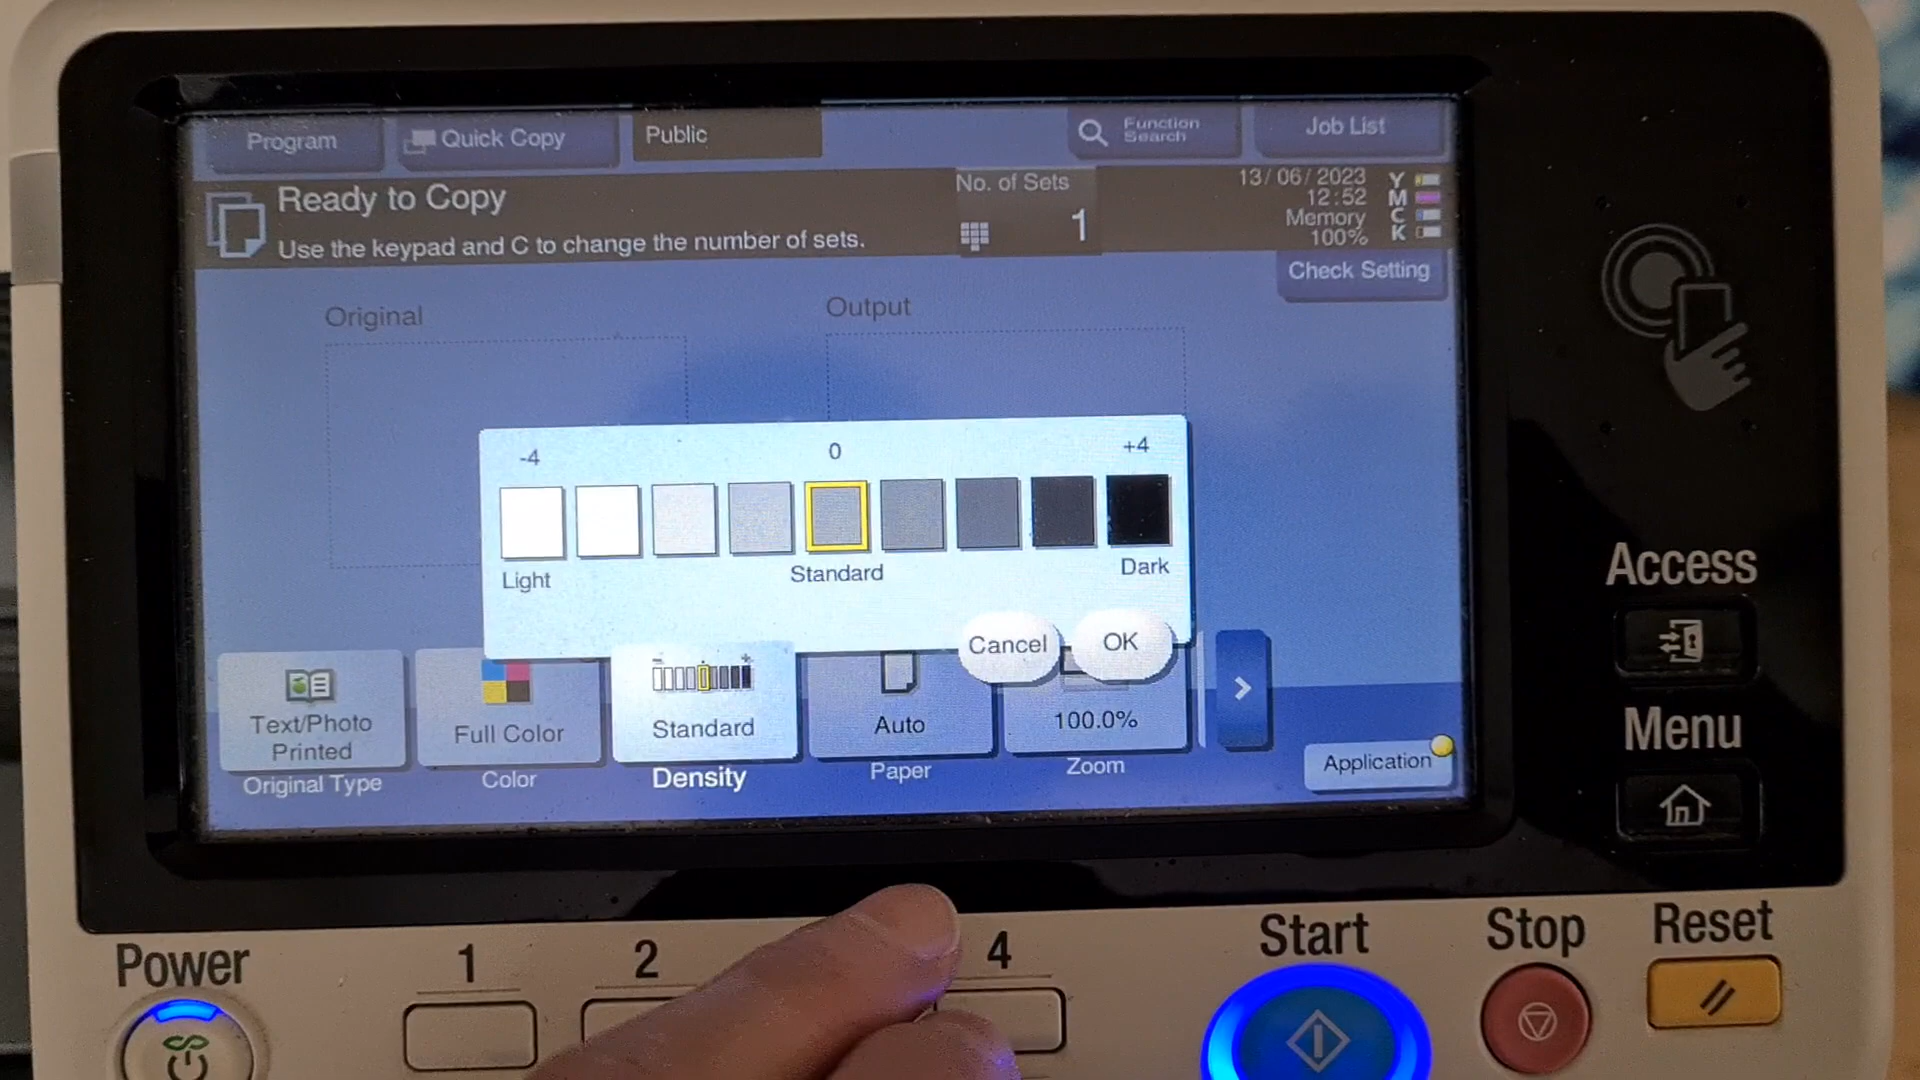 Program
Quick Copy
Public
Function
Search
Job List
Ready to Copy
Use the keypad and C to change the number of sets.
No. of Sets
1
13/06/2023
12:52
Memory
100%
Y
M
C
K
Check Setting
Original
Output
-4
0
+4
Light
Standard
Dark
Cancel
OK
Text/Photo
Printed
Full Color
Standard
Auto
100.0%
Original Type
Color
Density
Paper
Zoom
Application
Access
Menu
Power
1
2
4
Start
Stop
Reset